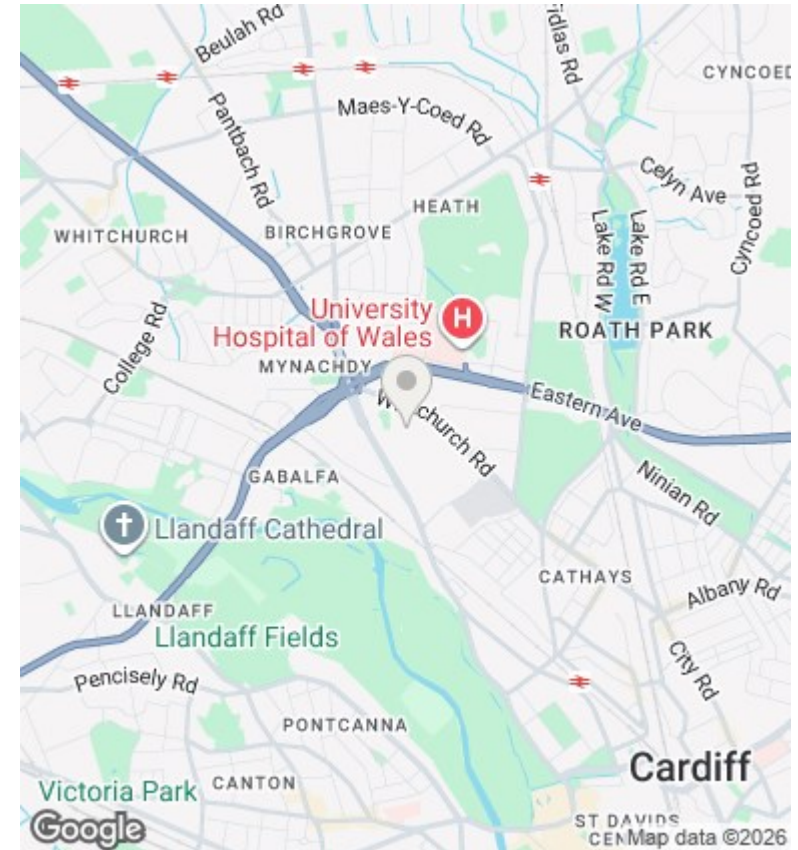 Beulah Rd
ridlas Rd
CYNCOED
Pantbach Rd
Maes-Y-Coed Rd
Celyn Ave
Cyncoed Rd
HEATH
WHITCHURCH
BIRCHGROVE
Lake Rd W
Lake Rd E
College Rd
University
Hospital of Wales
H
ROATH PARK
MYNACHDY
Eastern Ave
Whitchurch Rd
GABALFA
Ninian Rd
Llandaff Cathedral
CATHAYS
Albany Rd
LLANDAFF
Llandaff Fields
City Rd
Pencisely Rd
PONTCANNA
Cardiff
Victoria Park
CANTON
ST DAVIDS
CEN
Google
Map data ©2026